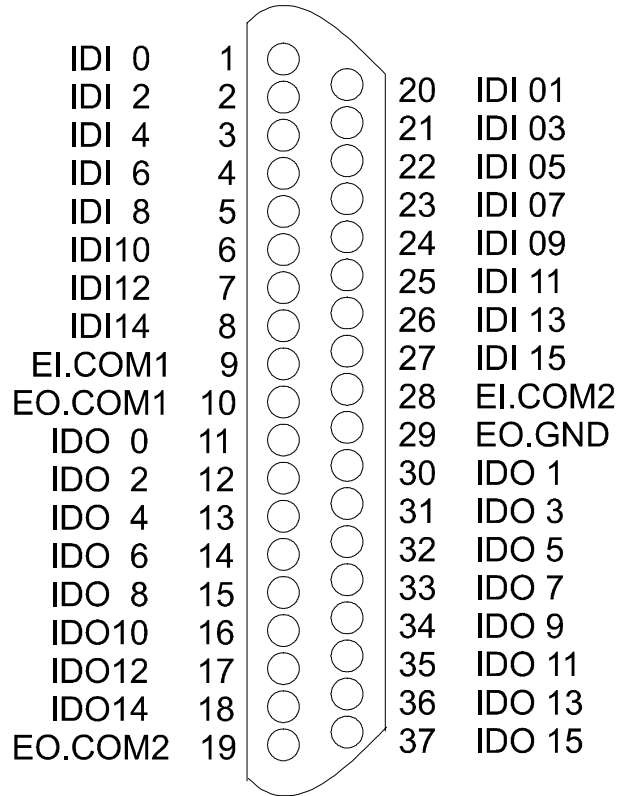 IDI 0 1
IDI 2 2
IDI 4 3
IDI 6 4
IDI 8 5
IDI10 6
IDI12 7
IDI14 8
EI.COM1 9
EO.COM1 10
IDO 0 11
IDO 2 12
IDO 4 13
IDO 6 14
IDO 8 15
IDO10 16
IDO12 17
IDO14 18
EO.COM2 19
20 IDI 01
21 IDI 03
22 IDI 05
23 IDI 07
24 IDI 09
25 IDI 11
26 IDI 13
27 IDI 15
28 EI.COM2
29 EO.GND
30 IDO 1
31 IDO 3
32 IDO 5
33 IDO 7
34 IDO 9
35 IDO 11
36 IDO 13
37 IDO 15